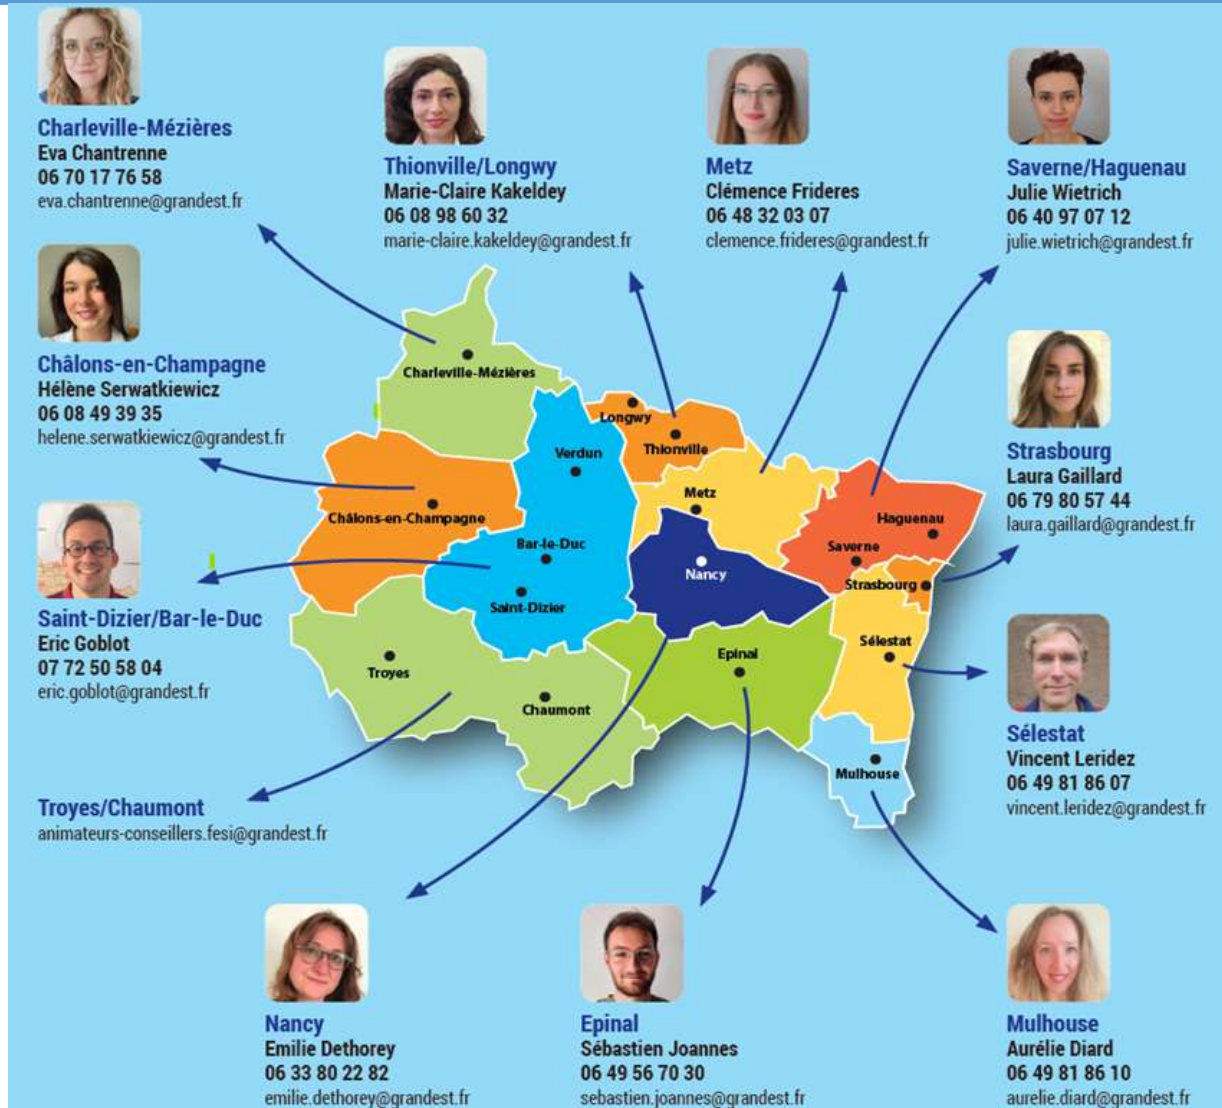 Charleville-Mézières
Eva Chantrenne
06 70 17 76 58
eva.chantrenne@grandest.fr
Thionville/Longwy
Marie-Claire Kakeldey
06 08 98 60 32
marie-claire.kakeldey@grandest.fr
Metz
Clémence Frideres
06 48 32 03 07
clemence.frideres@grandest.fr
Saverne/Haguenau
Julie Wietrich
06 40 97 07 12
julie.wietrich@grandest.fr
Châlons-en-Champagne
Hélène Serwatkiewicz
06 08 49 39 35
helene.serwatkiewicz@grandest.fr
Strasbourg
Laura Gaillard
06 79 80 57 44
laura.gaillard@grandest.fr
Saint-Dizier/Bar-le-Duc
Eric Goblot
07 72 50 58 04
eric.goblot@grandest.fr
Sélestat
Vincent Leridez
06 49 81 86 07
vincent.leridez@grandest.fr
Troyes/Chaumont
animateurs-conseillers.fesi@grandest.fr
Charleville-Mézières
Longwy
Thionville
Verdun
Metz
Châlons-en-Champagne
Haguenau
Bar-le-Duc
Saverne
Nancy
Strasbourg
Saint-Dizier
Sélestat
Epinal
Troyes
Chaumont
Mulhouse
Nancy
Emilie Dethorey
06 33 80 22 82
emilie.dethorey@grandest.fr
Epinal
Sébastien Joannes
06 49 56 70 30
sebastien.joannes@grandest.fr
Mulhouse
Aurélie Diard
06 49 81 86 10
aurelie.diard@grandest.fr